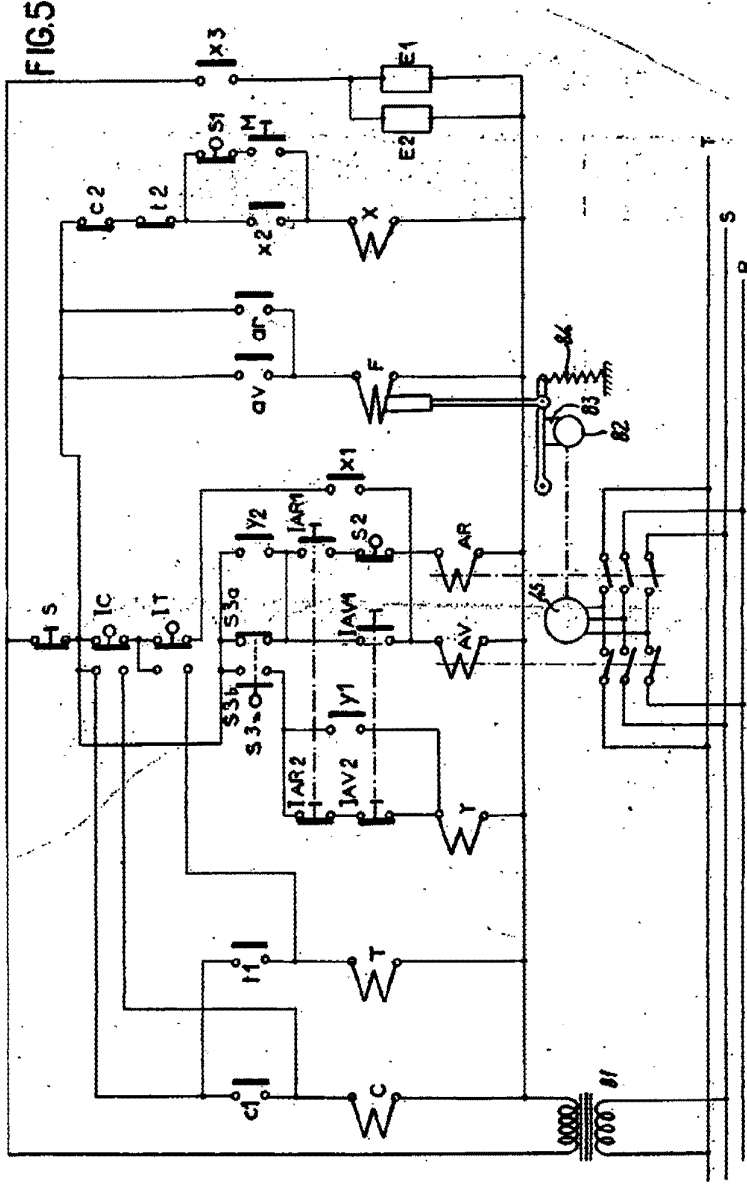 FIG.5
x3
E1
E2
S1
M
c2
t2
x2
X
ar
av
F
84
83
82
S
IC
IT
x1
y2
IAR1
S2
AR
S3a
S3b
S3
IAV1
AV
y1
IAR2
IAV2
Y
t1
T
c1
C
81
T
S